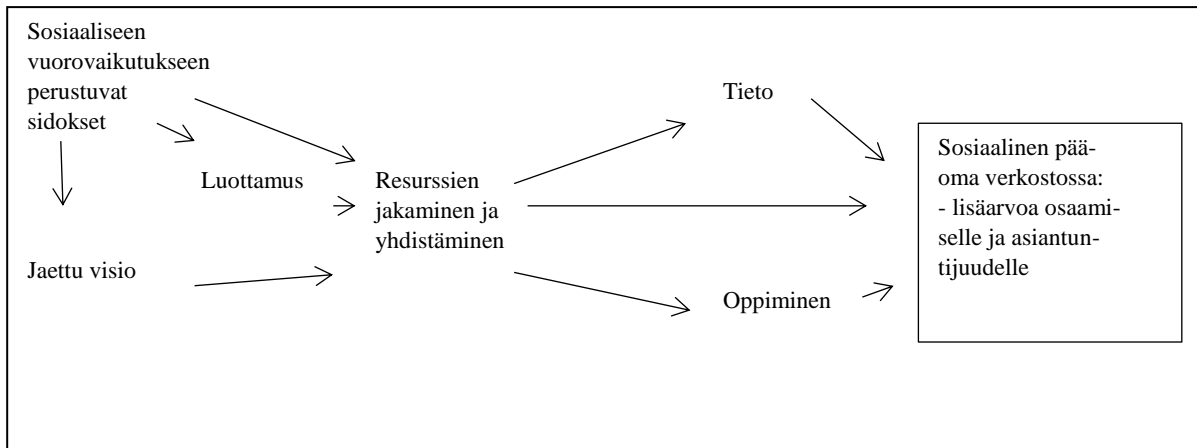 Sosiaaliseen
vuorovaikutukseen
perustuvat
sidokset
Luottamus
Jaettu visio
Resurssien
jakaminen ja
yhdistäminen
Tieto
Oppiminen
Sosiaalinen pää-
oma verkostossa:
- lisäarvoa osaami-
selle ja asiantun-
tijuudelle